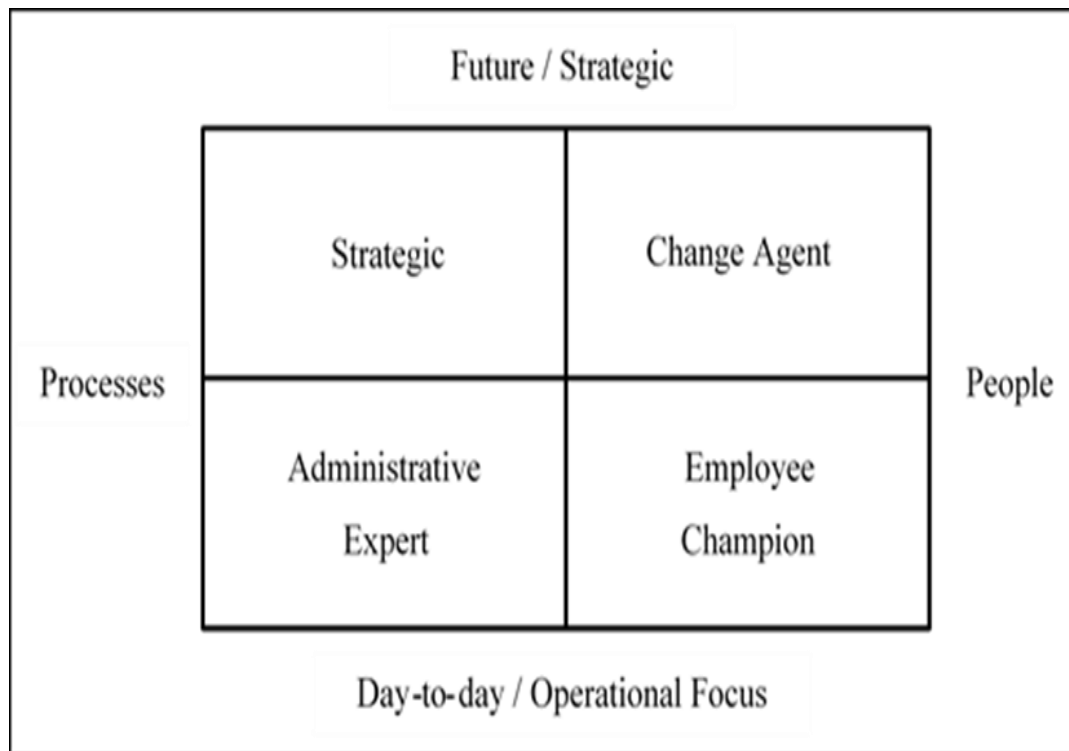 Future / Strategic
Strategic
Change Agent
Processes
People
Administrative
Expert
Employee
Champion
Day-to-day / Operational Focus